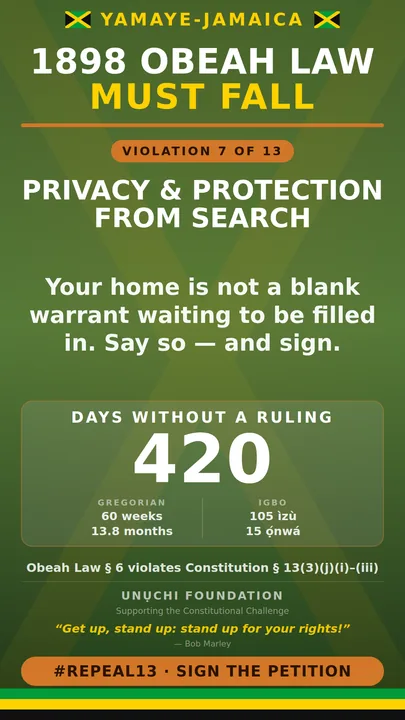 YAMAYE-JAMAICA
1898 OBEAH LAW
MUST FALL
VIOLATION 7 OF 13
PRIVACY & PROTECTION
FROM SEARCH
Your home is not a blank
warrant waiting to be filled
in. Say so — and sign.
DAYS WITHOUT A RULING
420
GREGORIAN
60 weeks
13.8 months
IGBO
105 ìzù
15 ọ́nwá
Obeah Law § 6 violates Constitution § 13(3)(j)(i)–(iii)
UNỤCHI FOUNDATION
Supporting the Constitutional Challenge
“Get up, stand up: stand up for your rights!”
— Bob Marley
#REPEAL13 · SIGN THE PETITION